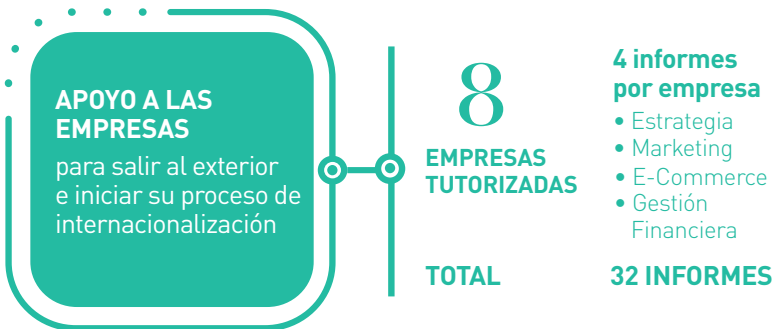 APOYO A LAS
EMPRESAS
para salir al exterior
e iniciar su proceso de
internacionalización
8
EMPRESAS
TUTORIZADAS
4 informes
por empresa
• Estrategia
• Marketing
• E-Commerce
• Gestión
Financiera
TOTAL
32 INFORMES